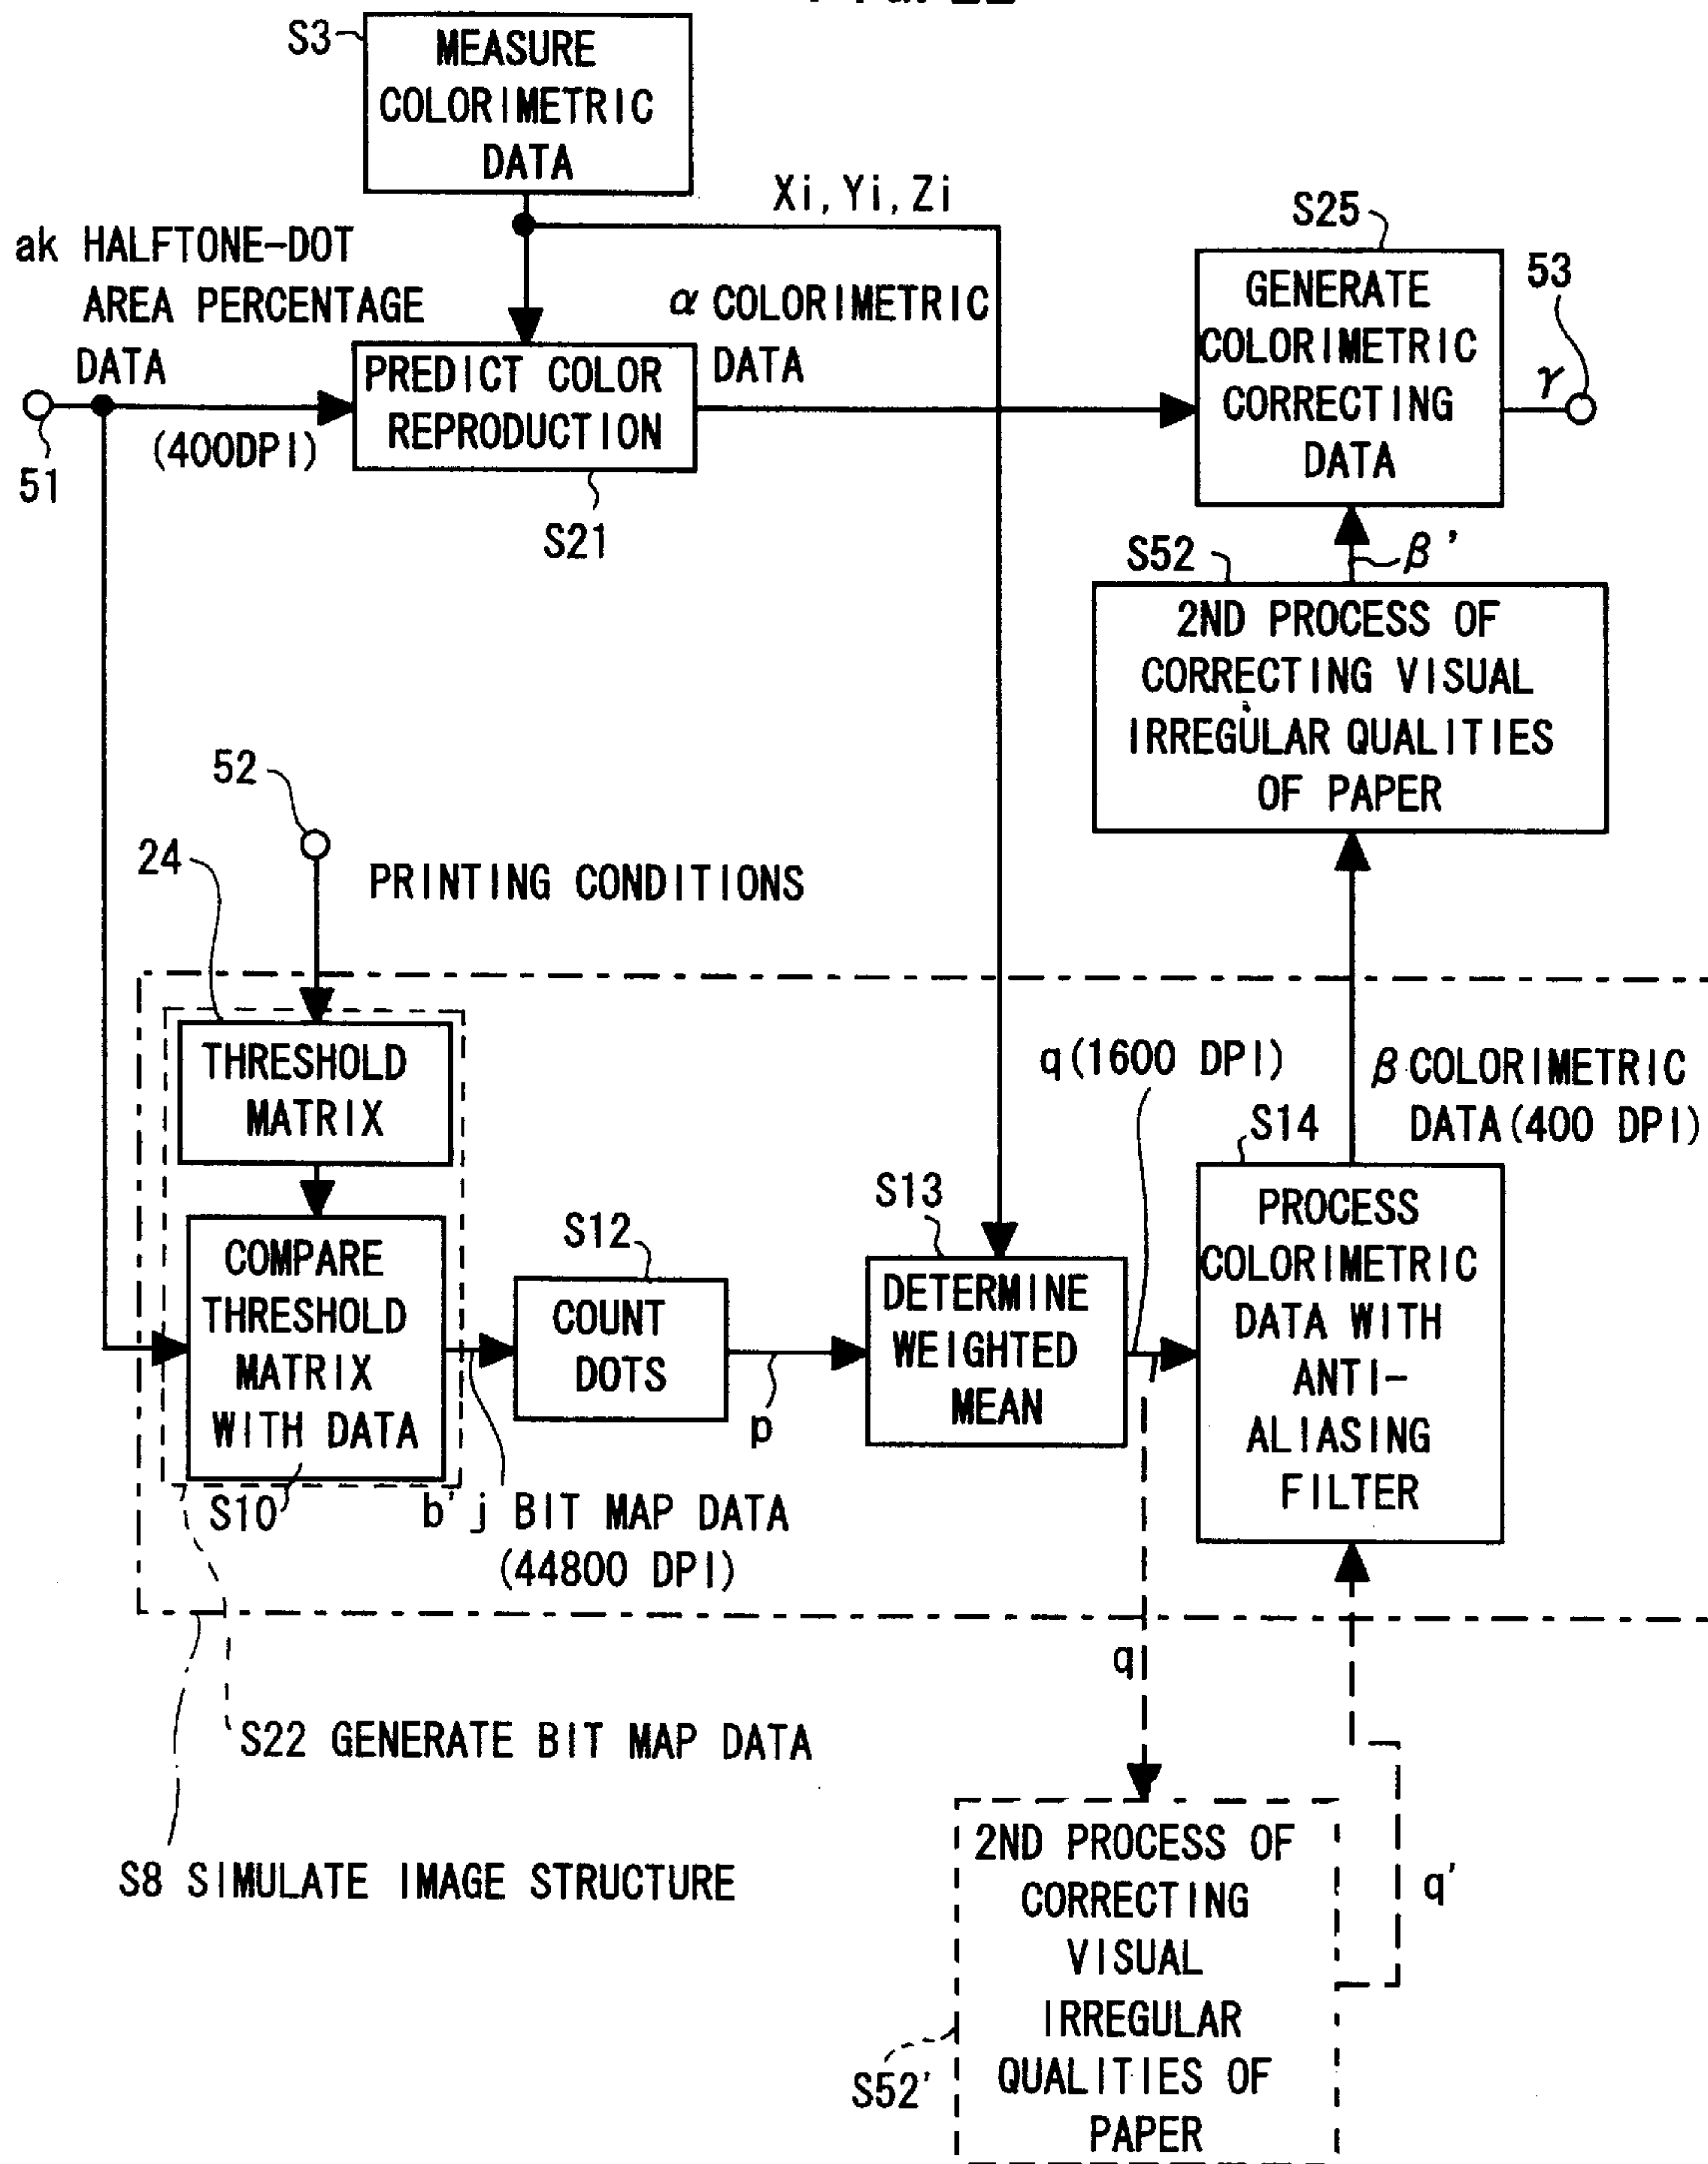 S3
MEASURE
COLORIMETRIC
DATA
Xi, Yi, Zi
ak HALFTONE-DOT
AREA PERCENTAGE
DATA
(400DPI)
51
PREDICT COLOR
REPRODUCTION
S21
α COLORIMETRIC
DATA
S25
GENERATE
COLORIMETRIC
CORRECTING
DATA
53
γ
β'
S52
2ND PROCESS OF
CORRECTING VISUAL
IRREGULAR QUALITIES
OF PAPER
52
24
PRINTING CONDITIONS
THRESHOLD
MATRIX
COMPARE
THRESHOLD
MATRIX
WITH DATA
S10
b'j BIT MAP DATA
(44800 DPI)
S12
COUNT
DOTS
p
S13
DETERMINE
WEIGHTED
MEAN
q(1600 DPI)
β COLORIMETRIC
DATA(400 DPI)
S14
PROCESS
COLORIMETRIC
DATA WITH
ANTI-
ALIASING
FILTER
q
S22 GENERATE BIT MAP DATA
S8 SIMULATE IMAGE STRUCTURE
2ND PROCESS OF
CORRECTING
VISUAL
IRREGULAR
QUALITIES OF
PAPER
S52'
q'